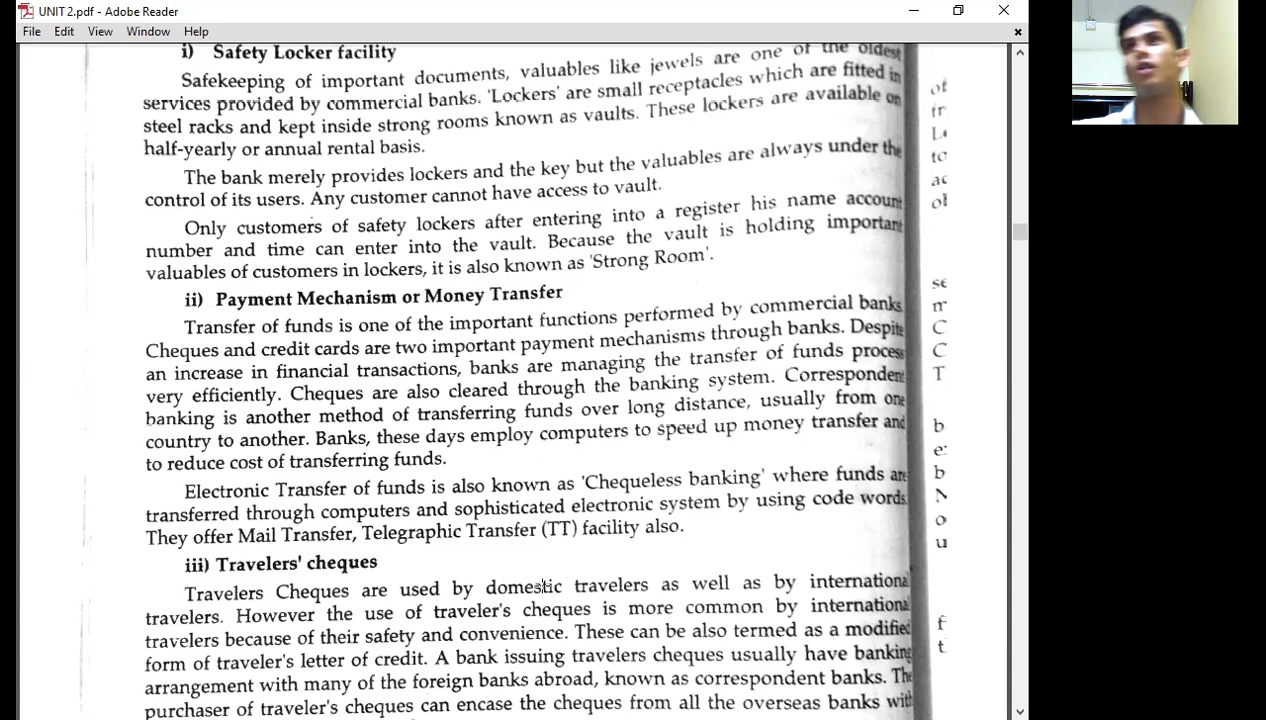 UNIT 2.pdf - Adobe Reader
File Edit View Window Help
i) Safety Locker facility
Safekeeping of important documents, valuables like jewels are one of the oldest
services provided by commercial banks. 'Lockers' are small receptacles which are fitted in
steel racks and kept inside strong rooms known as vaults. These lockers are available on
half-yearly or annual rental basis.
The bank merely provides lockers and the key but the valuables are always under the
control of its users. Any customer cannot have access to vault.
Only customers of safety lockers after entering into a register his name account
number and time can enter into the vault. Because the vault is holding important
valuables of customers in lockers, it is also known as 'Strong Room'.
ii) Payment Mechanism or Money Transfer
Transfer of funds is one of the important functions performed by commercial banks
Cheques and credit cards are two important payment mechanisms through banks. Despite
an increase in financial transactions, banks are managing the transfer of funds process
very efficiently. Cheques are also cleared through the banking system. Correspondent
banking is another method of transferring funds over long distance, usually from one
country to another. Banks, these days employ computers to speed up money transfer and
to reduce cost of transferring funds.
Electronic Transfer of funds is also known as 'Chequeless banking' where funds are
transferred through computers and sophisticated electronic system by using code words
They offer Mail Transfer, Telegraphic Transfer (TT) facility also.
iii) Travelers' cheques
Travelers Cheques are used by domestic travelers as well as by international
travelers. However the use of traveler's cheques is more common by international
travelers because of their safety and convenience. These can be also termed as a modified
form of traveler's letter of credit. A bank issuing travelers cheques usually have banking
arrangement with many of the foreign banks abroad, known as correspondent banks. The
purchaser of traveler's cheques can encase the cheques from all the overseas banks with